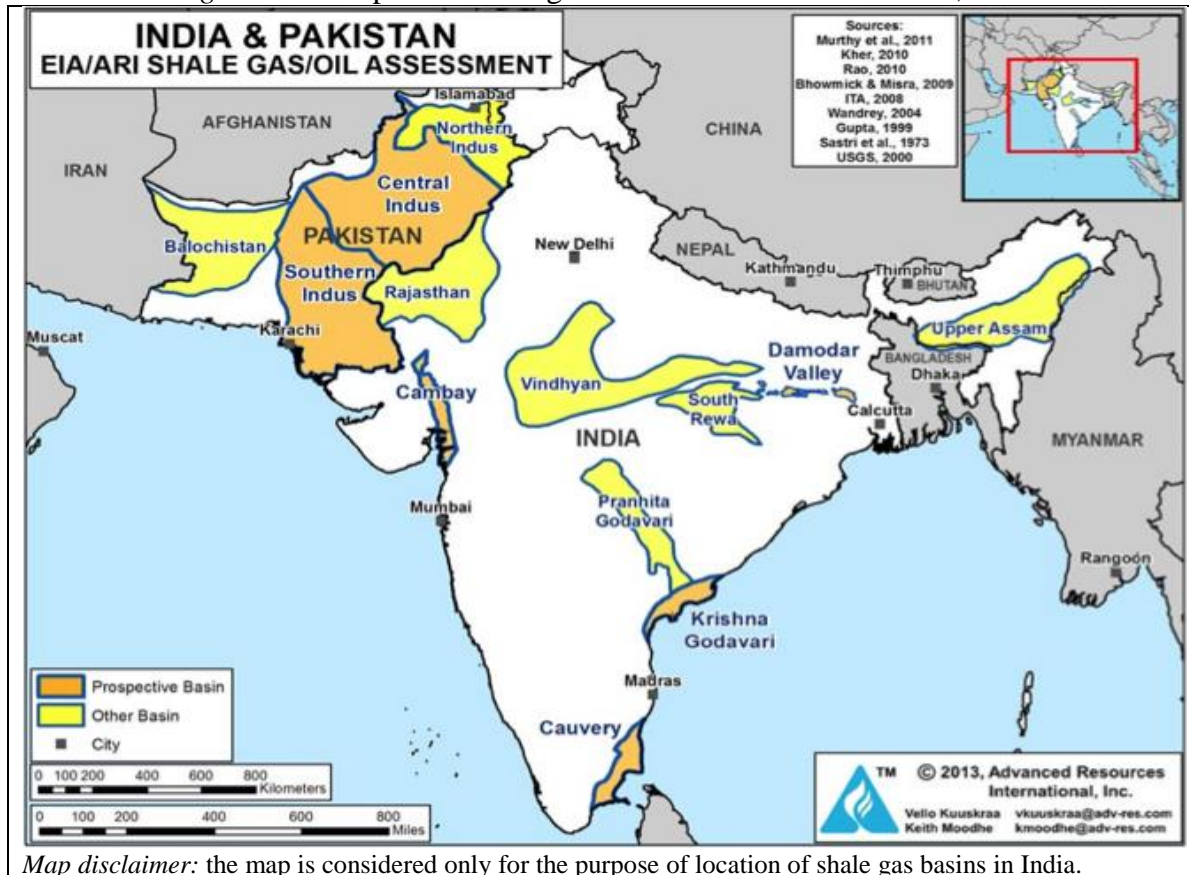 INDIA & PAKISTAN
EIA/ARI SHALE GAS/OIL ASSESSMENT
Sources:
Murthy et al., 2011
Kher, 2010
Rao, 2010
Bhowmick & Misra, 2009
ITA, 2008
Wandrey, 2004
Gupta, 1999
Sastri et al., 1973
USGS, 2000
Islamabad
AFGHANISTAN
Northern
Indus
CHINA
IRAN
Central
Indus
PAKISTAN
Balochistan
New Delhi
NEPAL
Southern
Indus
Rajasthan
Kathmandu
Thimphu
BHUTAN
Karachi
Muscat
Upper Assam
Damodar
Valley
BANGLADESH
Dhaka
Cambay
Vindhyan
South
Rewa
Calcutta
INDIA
MYANMAR
Mumbai
Pranhita
Godavari
Rangoon
Krishna
Godavari
Madras
Cauvery
Prospective Basin
Other Basin
City
0 100 200 400 600 800
Kilometers
0 100 200 400 600 800
Miles
TM © 2013, Advanced Resources
International, Inc.
Vello Kuuskraa vkuuskraa@adv-res.com
Keith Moodhe kmoodhe@adv-res.com
Map disclaimer: the map is considered only for the purpose of location of shale gas basins in India.